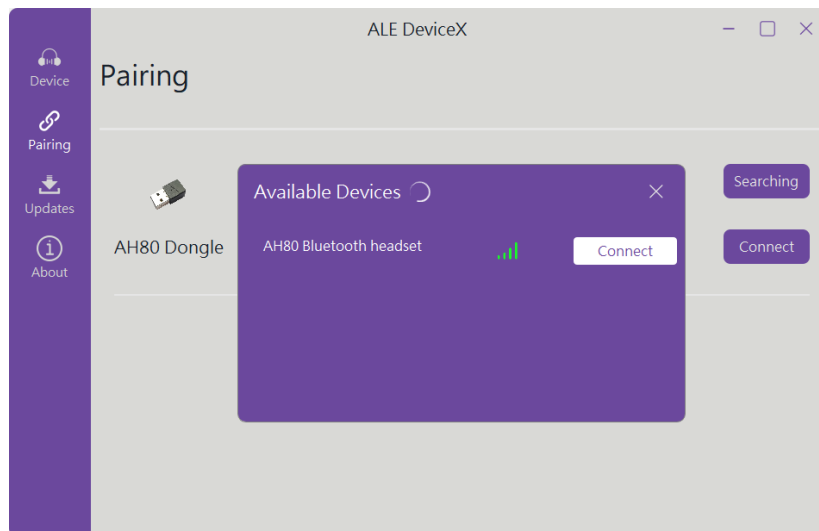 ALE DeviceX
Device
Pairing
Updates
About
Pairing
AH80 Dongle
Available Devices
AH80 Bluetooth headset
Connect
Searching
Connect